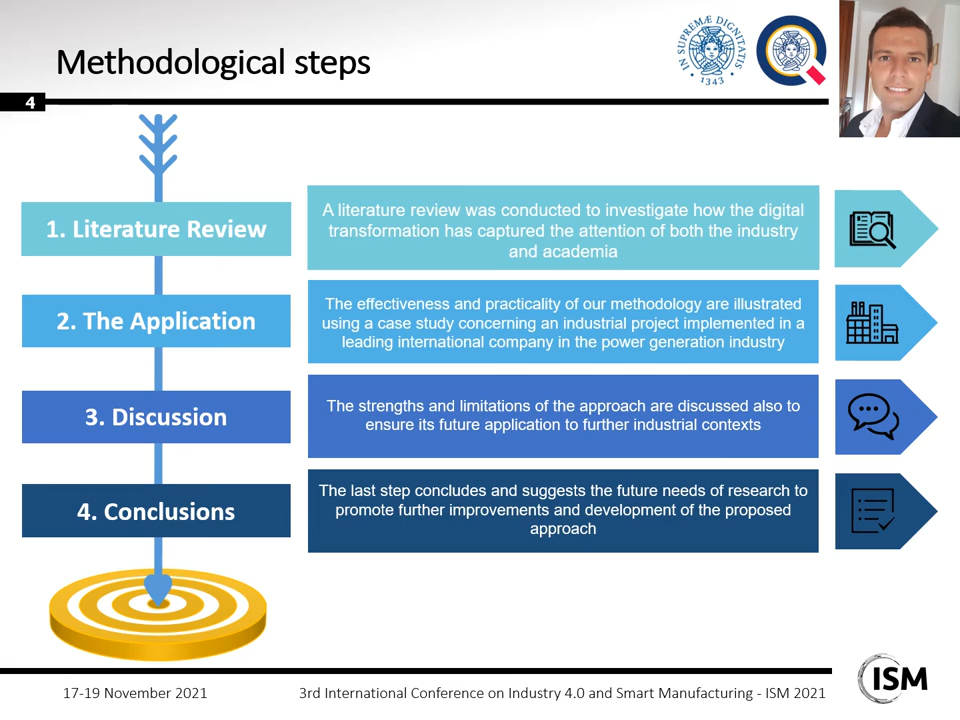 Methodological steps
IN SUPREMÆ DIGNITATIS
· 1343 ·
4
1. Literature Review
A literature review was conducted to investigate how the digital
transformation has captured the attention of both the industry
and academia
2. The Application
The effectiveness and practicality of our methodology are illustrated
using a case study concerning an industrial project implemented in a
leading international company in the power generation industry
3. Discussion
The strengths and limitations of the approach are discussed also to
ensure its future application to further industrial contexts
4. Conclusions
The last step concludes and suggests the future needs of research to
promote further improvements and development of the proposed
approach
17-19 November 2021
3rd International Conference on Industry 4.0 and Smart Manufacturing - ISM 2021
ISM